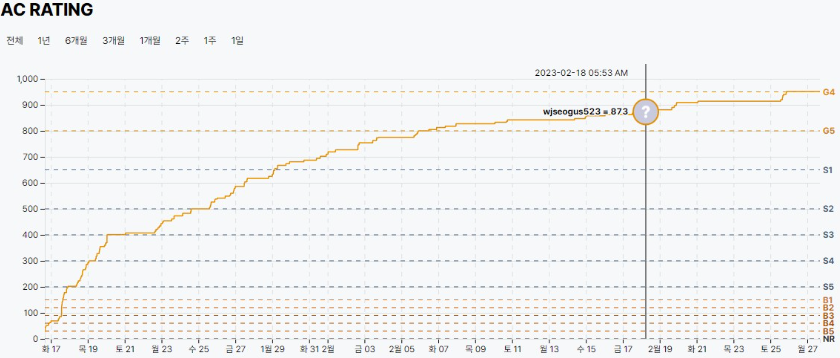 AC RATING
전체 1년 6개월 3개월 1개월 2주 1주 1일
2023-02-18 05:53 AM
wjseogus523 = 873
?
1,000
900
800
700
600
500
400
300
200
100
0
G4
G5
S1
S2
S3
S4
S5
B1
B2
B3
B4
B5
NR
화 17 목 19 토 21 월 23 수 25 금 27 1월 29 화 31 2월 금 03 2월 05 화 07 목 09 토 11 월 13 수 15 금 17 2월 19 화 21 목 23 토 25 월 27